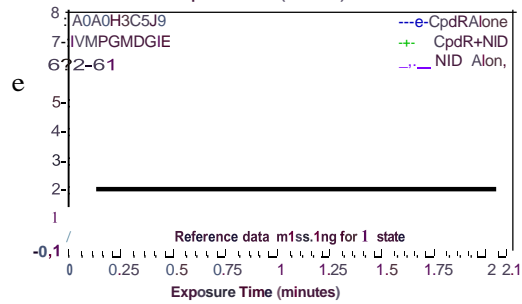 8 A0A0H3C5J9 ---e-CpdRAlone
7- IVMPGMDGIE -+- CpdR+NID
6?2-61 NID Alon,
e
5-
4-
3-
2-
1
Reference data m1ss.1ng for 1 state
-0,1
0 0.25 0.5 0.75 1 1.25 1.5 1.75 2 2.1
Exposure Time (minutes)